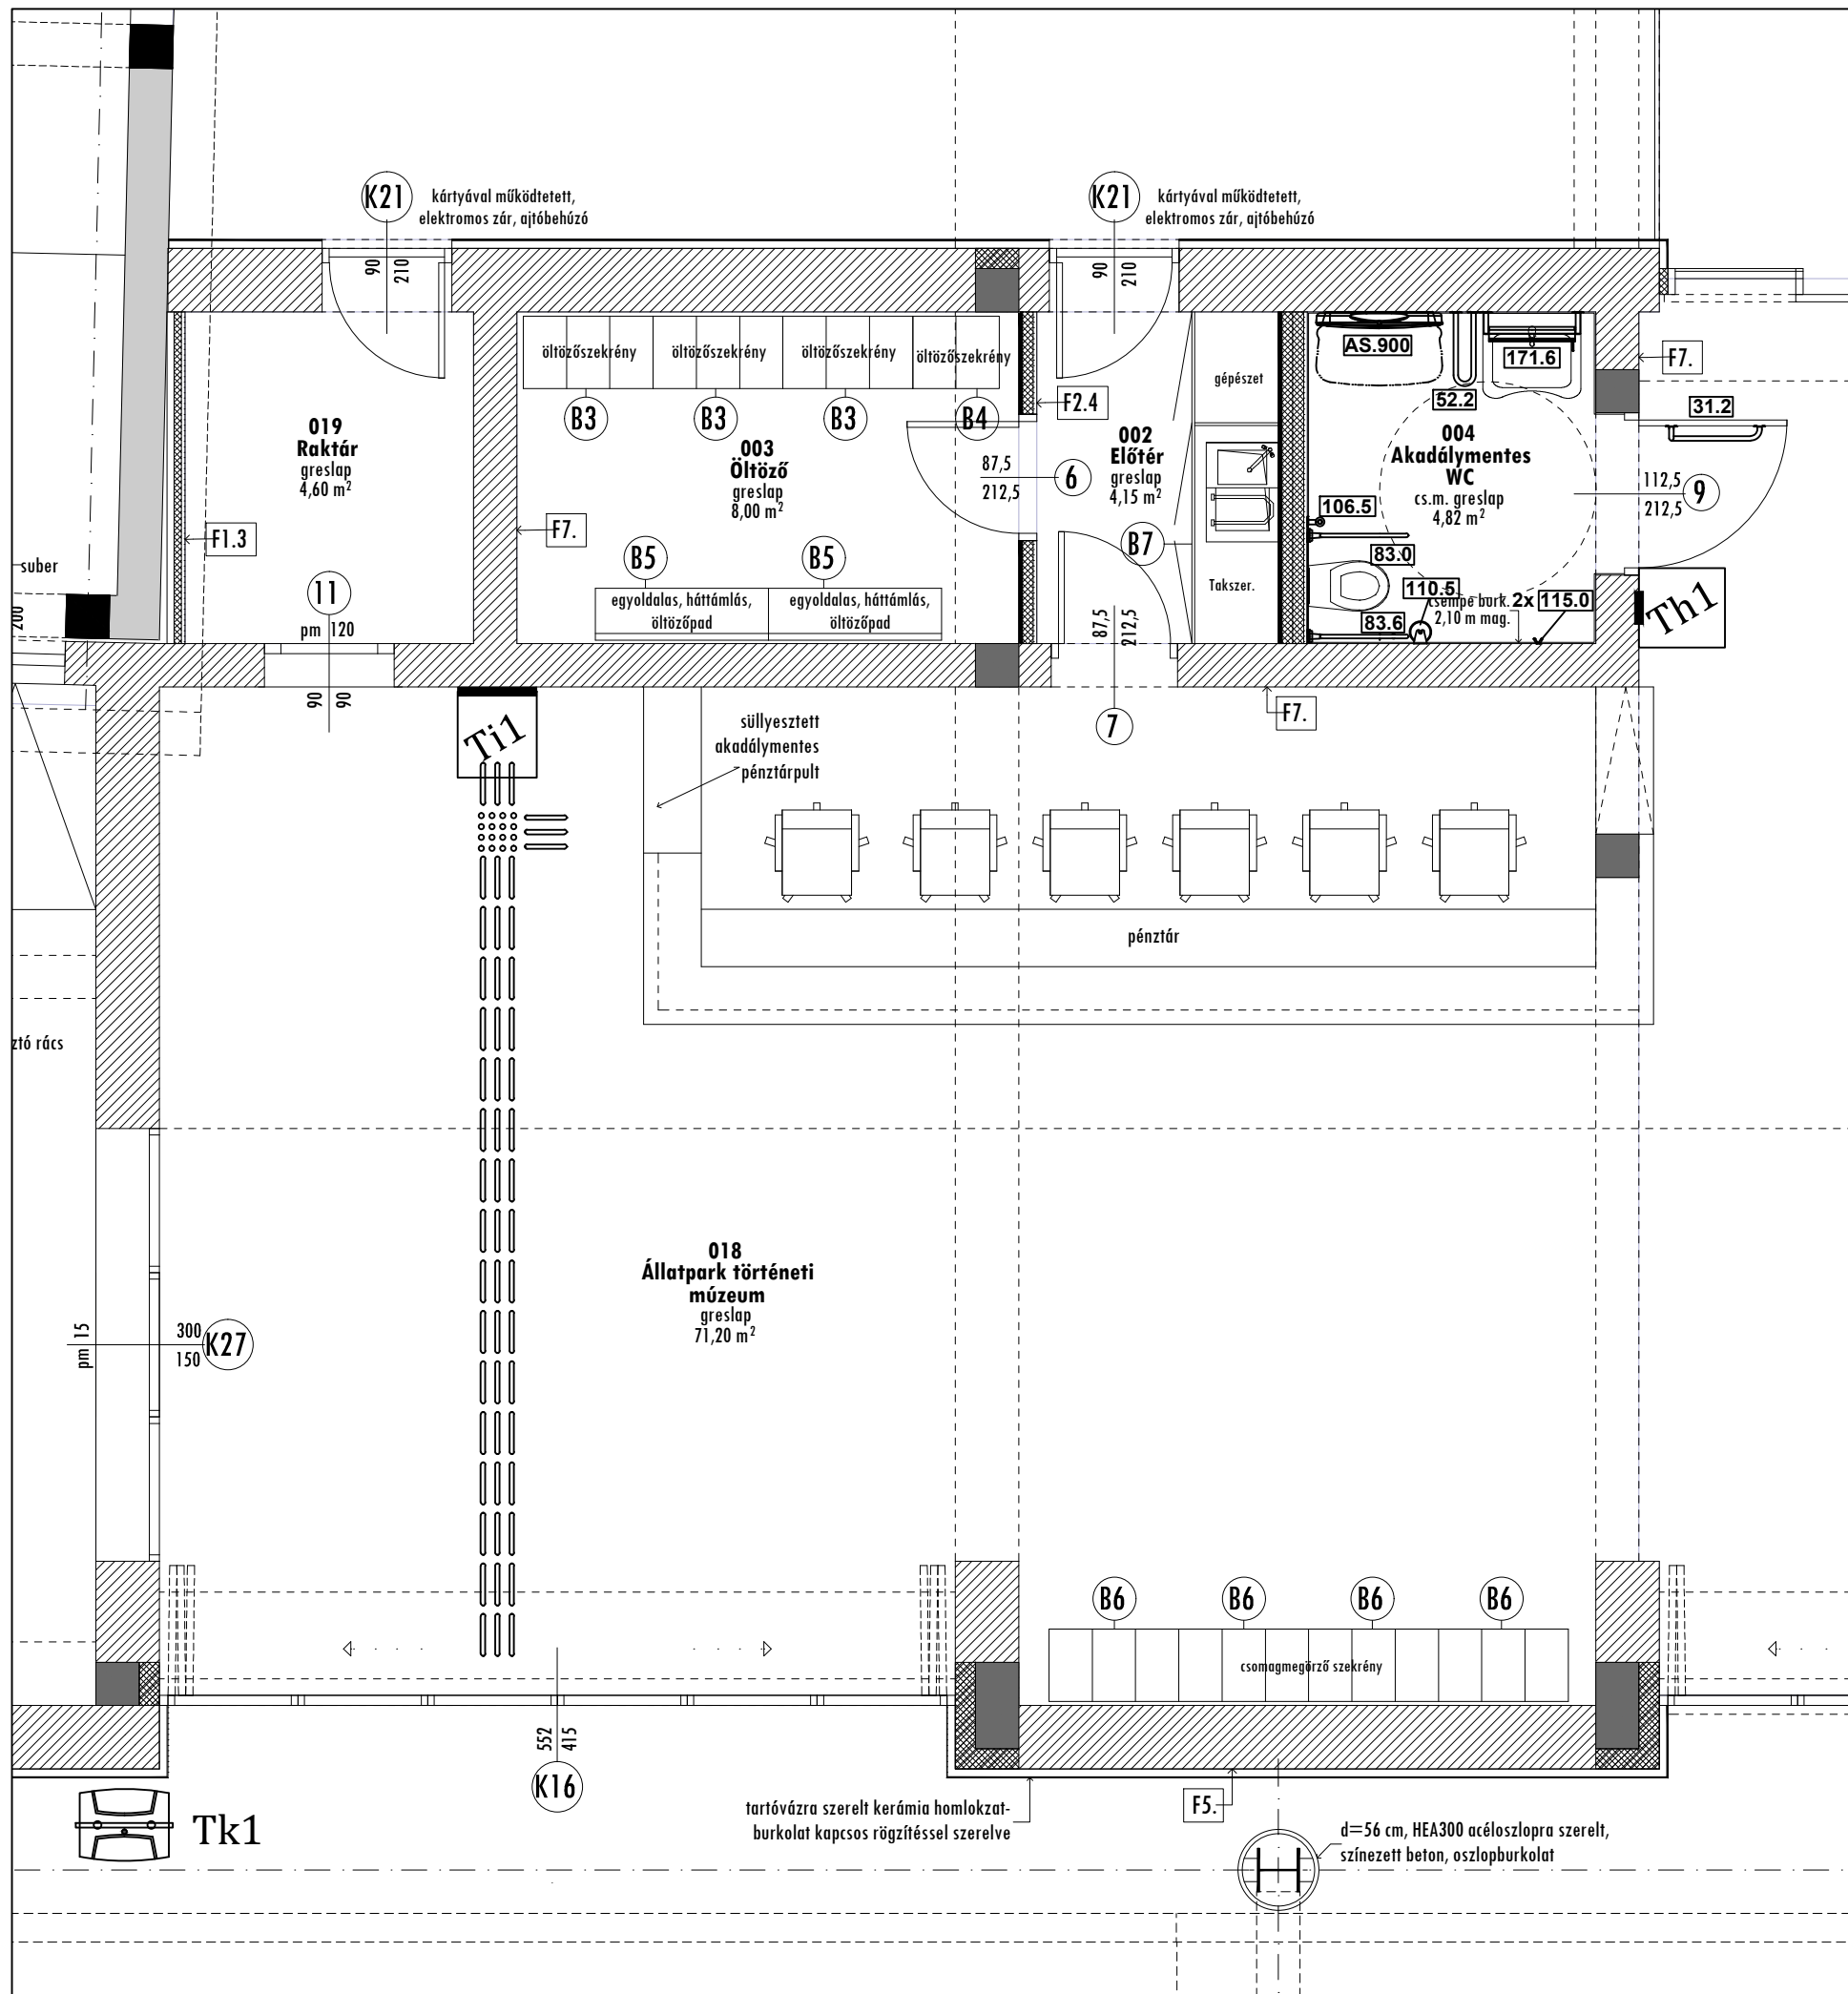 K21
kártyával működtetett,
elektromos zár, ajtóbehúzó
90
210
K21
kártyával működtetett,
elektromos zár, ajtóbehúzó
90
210
öltözőszekrény
öltözőszekrény
öltözőszekrény
öltözőszekrény
B3
B3
B3
B4
019
Raktár
greslap
4,60 m²
F1.3
11
pm 120
90
90
003
Öltöző
greslap
8,00 m²
F7.
B5
B5
egyoldalas, háttámlás,
öltözőpad
egyoldalas, háttámlás,
öltözőpad
F2.4
87,5
212,5
6
002
Előtér
greslap
4,15 m²
B7
gépészet
Takszer.
87,5
212,5
7
AS.900
171.6
52.2
004
Akadálymentes
WC
cs.m. greslap
4,82 m²
106.5
83.0
110.5
csempe burk.
2,10 m mag.
2x 115.0
83.6
F7.
31.2
112,5
212,5
9
Th1
F7.
suber
200
Ti1
süllyesztett
akadálymentes
pénztárpult
pénztár
ztó rács
018
Állatpark történeti
múzeum
greslap
71,20 m²
pm 15
300
150
K27
B6
B6
B6
B6
csomagmegörző szekrény
552
415
K16
Tk1
tartóvázra szerelt kerámia homlokzat-
burkolat kapcsos rögzítéssel szerelve
F5.
d=56 cm, HEA300 acéloszlopra szerelt,
színezett beton, oszlopburkolat